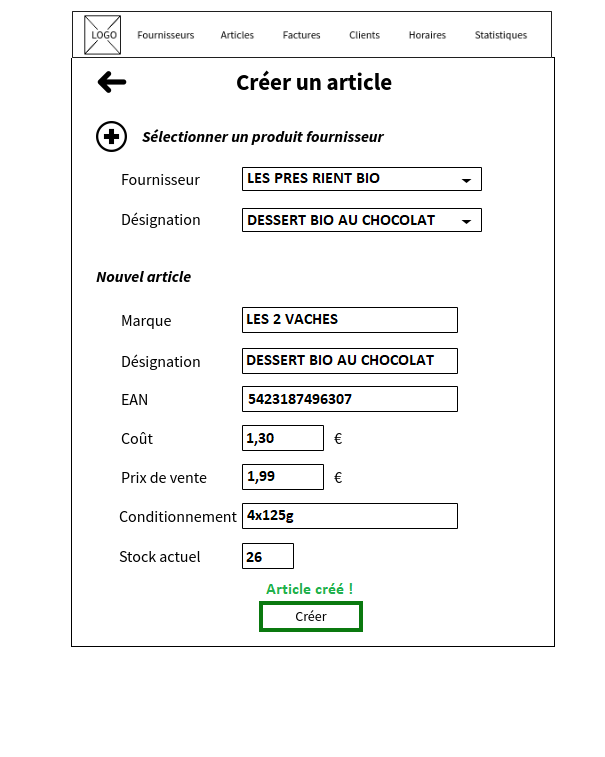 LOGO Fournisseurs Articles Factures Clients Horaires Statistiques
Créer un article
Sélectionner un produit fournisseur
Fournisseur LES PRES RIENT BIO
Désignation DESSERT BIO AU CHOCOLAT
Nouvel article
Marque LES 2 VACHES
Désignation DESSERT BIO AU CHOCOLAT
EAN 5423187496307
Coût 1,30 €
Prix de vente 1,99 €
Conditionnement 4x125g
Stock actuel 26
Article créé !
Créer